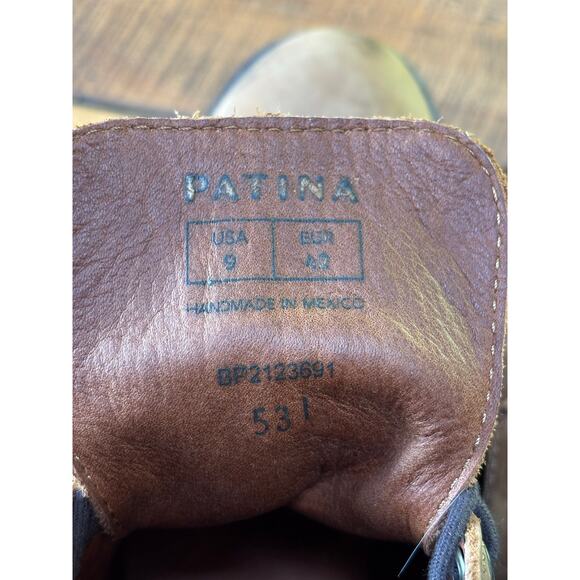 PATINA
USA EUR
9 42
HANDMADE IN MEXICO
BP2123691
531